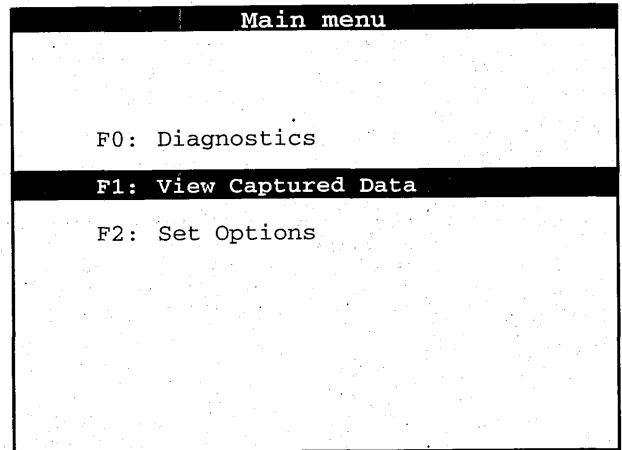 Main menu
F0: Diagnostics
F1: View Captured Data
F2: Set Options